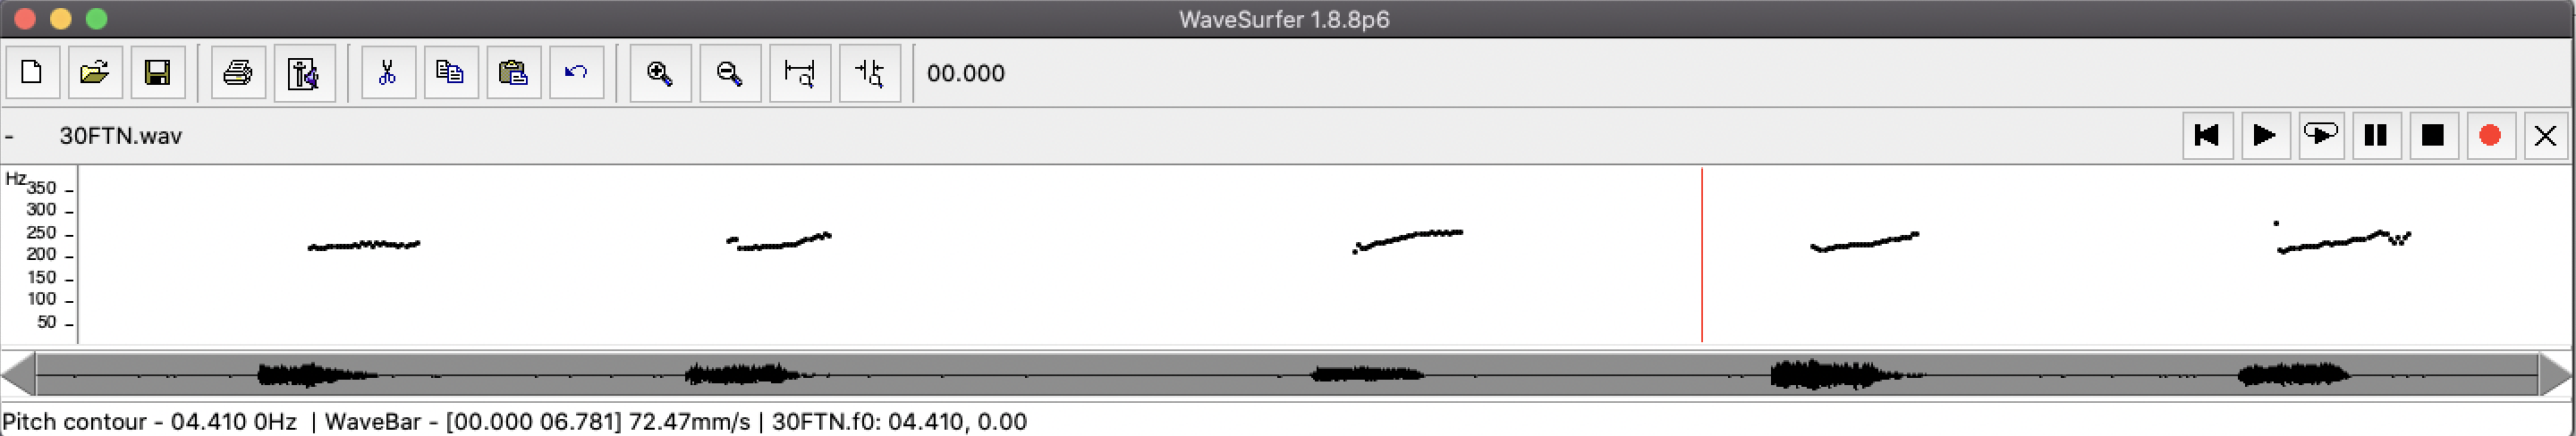 WaveSurfer 1.8.8p6
00.000
- 30FTN.wav
Hz
350
300
250
200
150
100
50
Pitch contour - 04.410 0Hz | WaveBar - [00.000 06.781] 72.47mm/s | 30FTN.f0: 04.410, 0.00